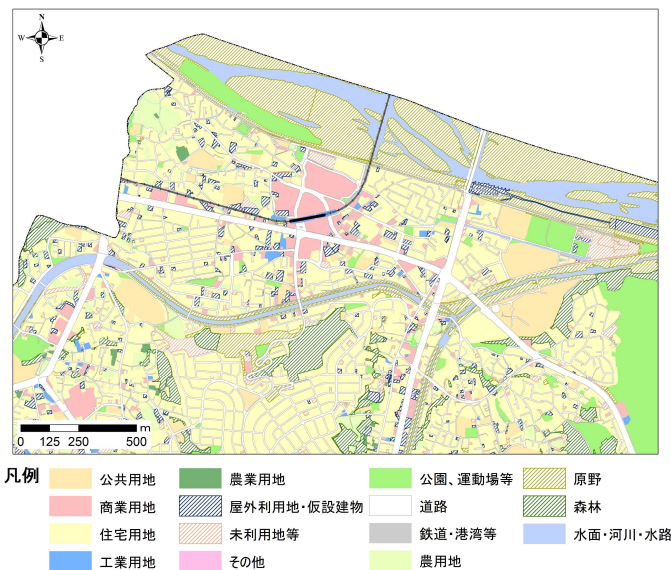 N
W E
S
0 125 250 500 m
凡例
公共用地 農業用地 公園、運動場等 原野
商業用地 屋外利用地・仮設建物 道路 森林
住宅用地 未利用地等 鉄道・港湾等 水面・河川・水路
工業用地 その他 農用地